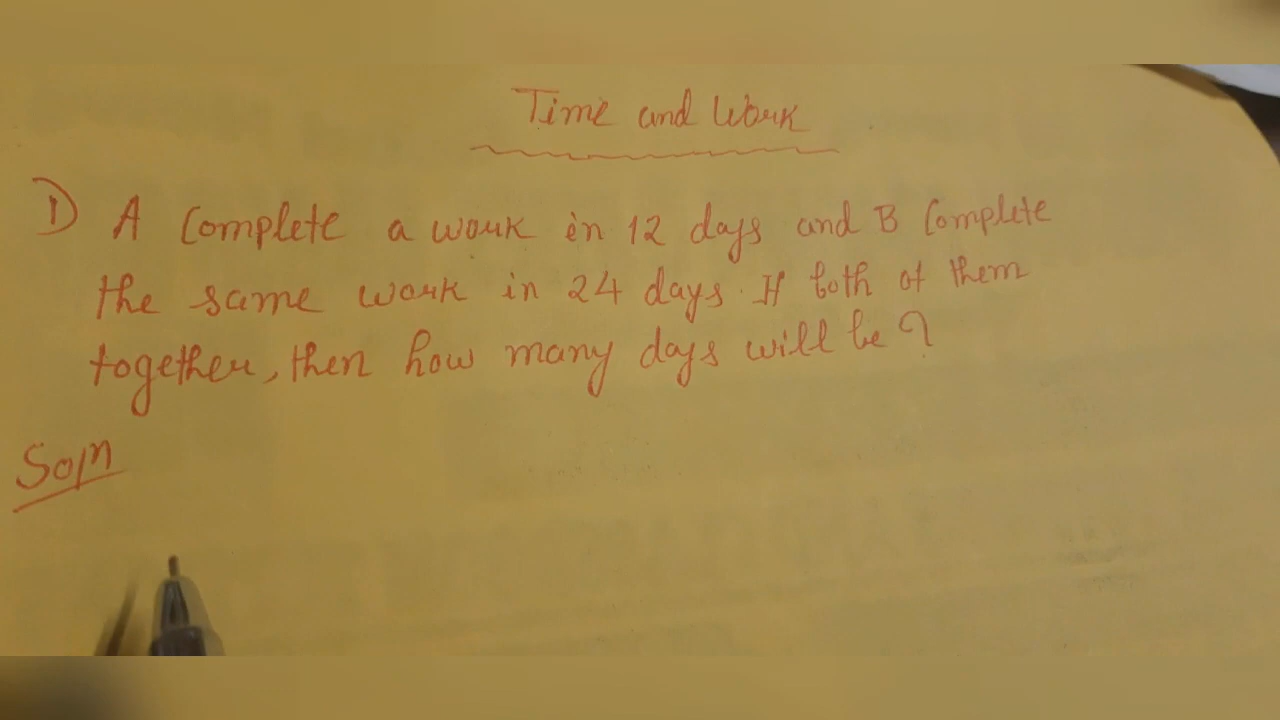 Time and Work
1) A Complete a work in 12 days and B Complete
the same work in 24 days. If both of them
together, then how many days will be ?
Soln